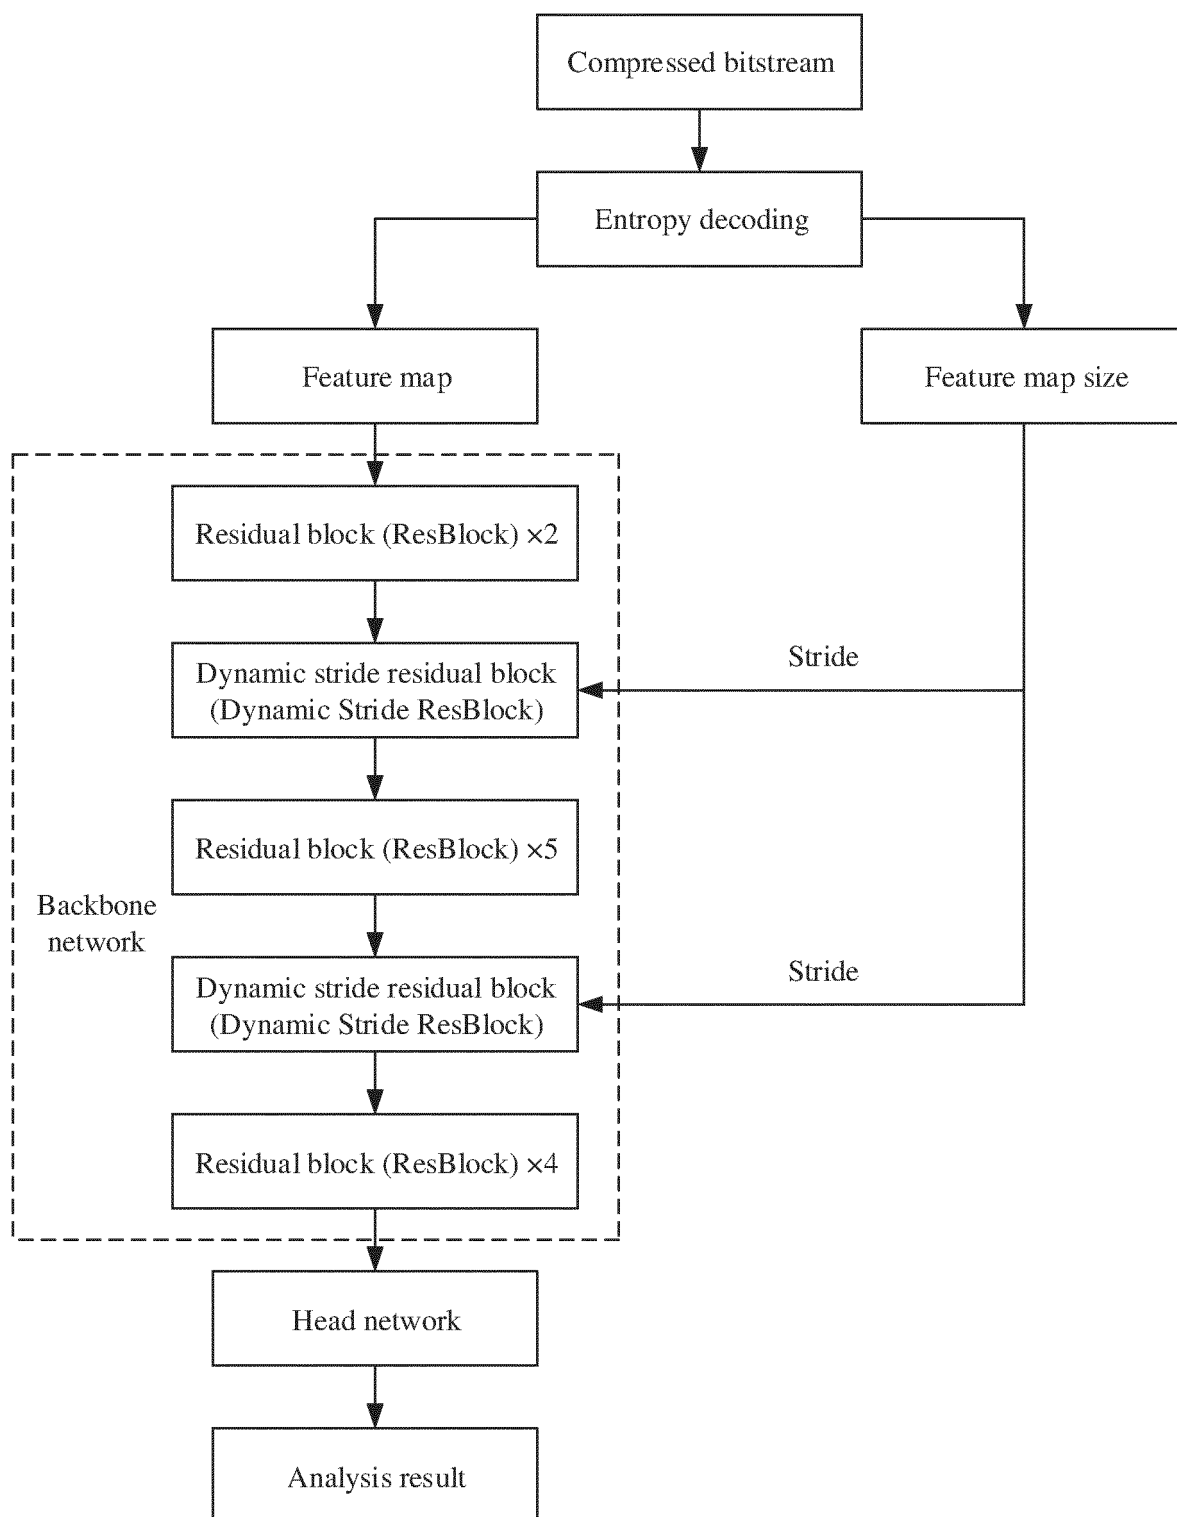 Compressed bitstream
Entropy decoding
Feature map
Feature map size
Residual block (ResBlock) ×2
Stride
Dynamic stride residual block
(Dynamic Stride ResBlock)
Residual block (ResBlock) ×5
Backbone
network
Stride
Dynamic stride residual block
(Dynamic Stride ResBlock)
Residual block (ResBlock) ×4
Head network
Analysis result